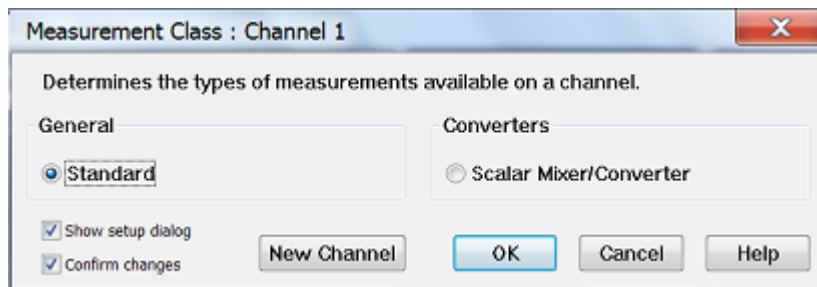 Measurement Class : Channel 1
Determines the types of measurements available on a channel.
General
Standard
Converters
Scalar Mixer/Converter
Show setup dialog
Confirm changes
New Channel
OK
Cancel
Help